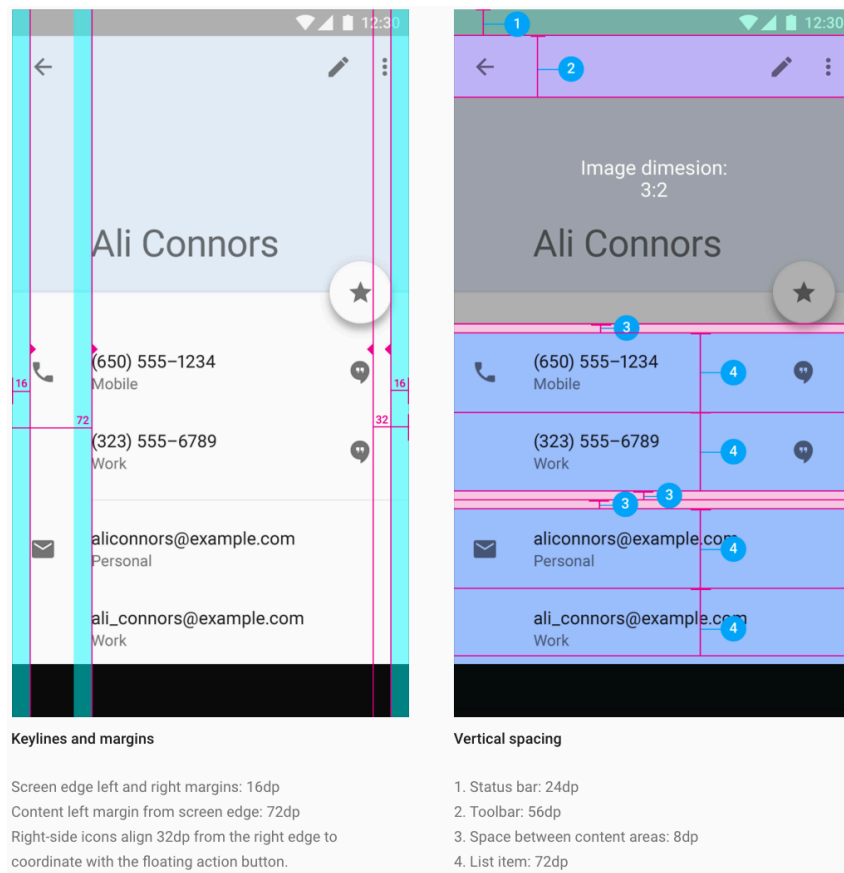 12:30
Ali Connors
(650) 555–1234
Mobile
16
16
72
32
(323) 555–6789
Work
aliconnors@example.com
Personal
ali_connors@example.com
Work
Keylines and margins
Screen edge left and right margins: 16dp
Content left margin from screen edge: 72dp
Right-side icons align 32dp from the right edge to
coordinate with the floating action button.
1
12:30
2
Image dimesion:
3:2
Ali Connors
3
(650) 555–1234
Mobile
4
(323) 555–6789
Work
4
3
3
aliconnors@example.com
Personal
4
ali_connors@example.com
Work
4
Vertical spacing
1. Status bar: 24dp
2. Toolbar: 56dp
3. Space between content areas: 8dp
4. List item: 72dp